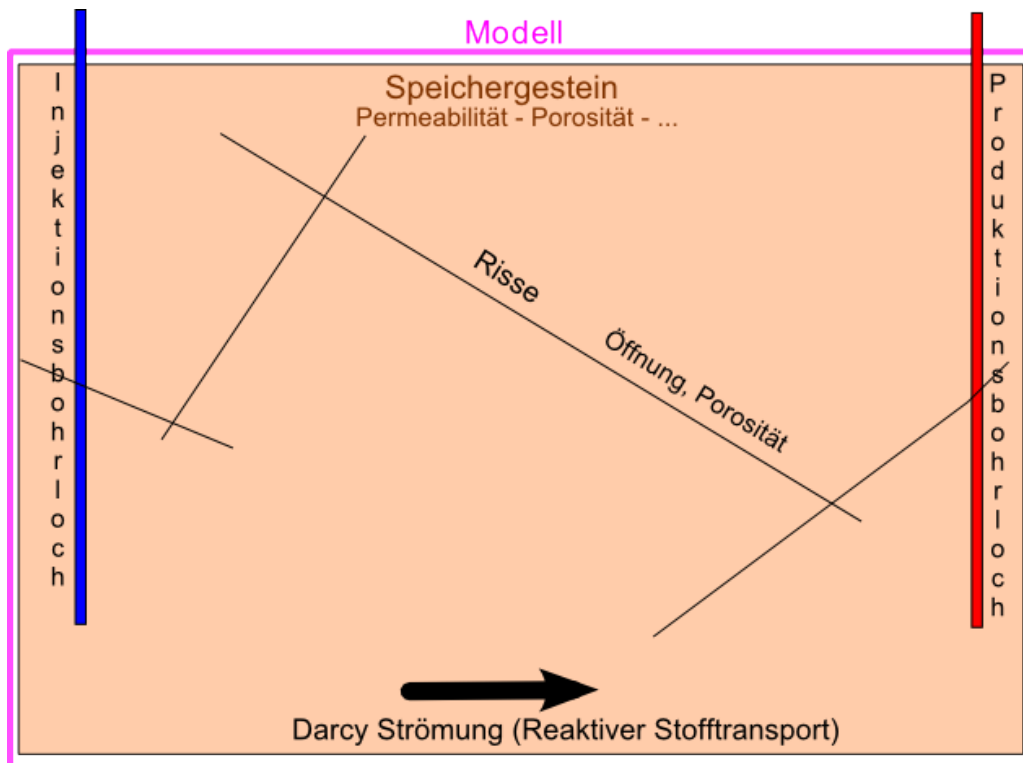 Modell
Speichergestein
Permeabilität - Porosität - ...
Injektionsbohrloch
Produktionsbohrloch
Risse
Öffnung, Porosität
Darcy Strömung (Reaktiver Stofftransport)